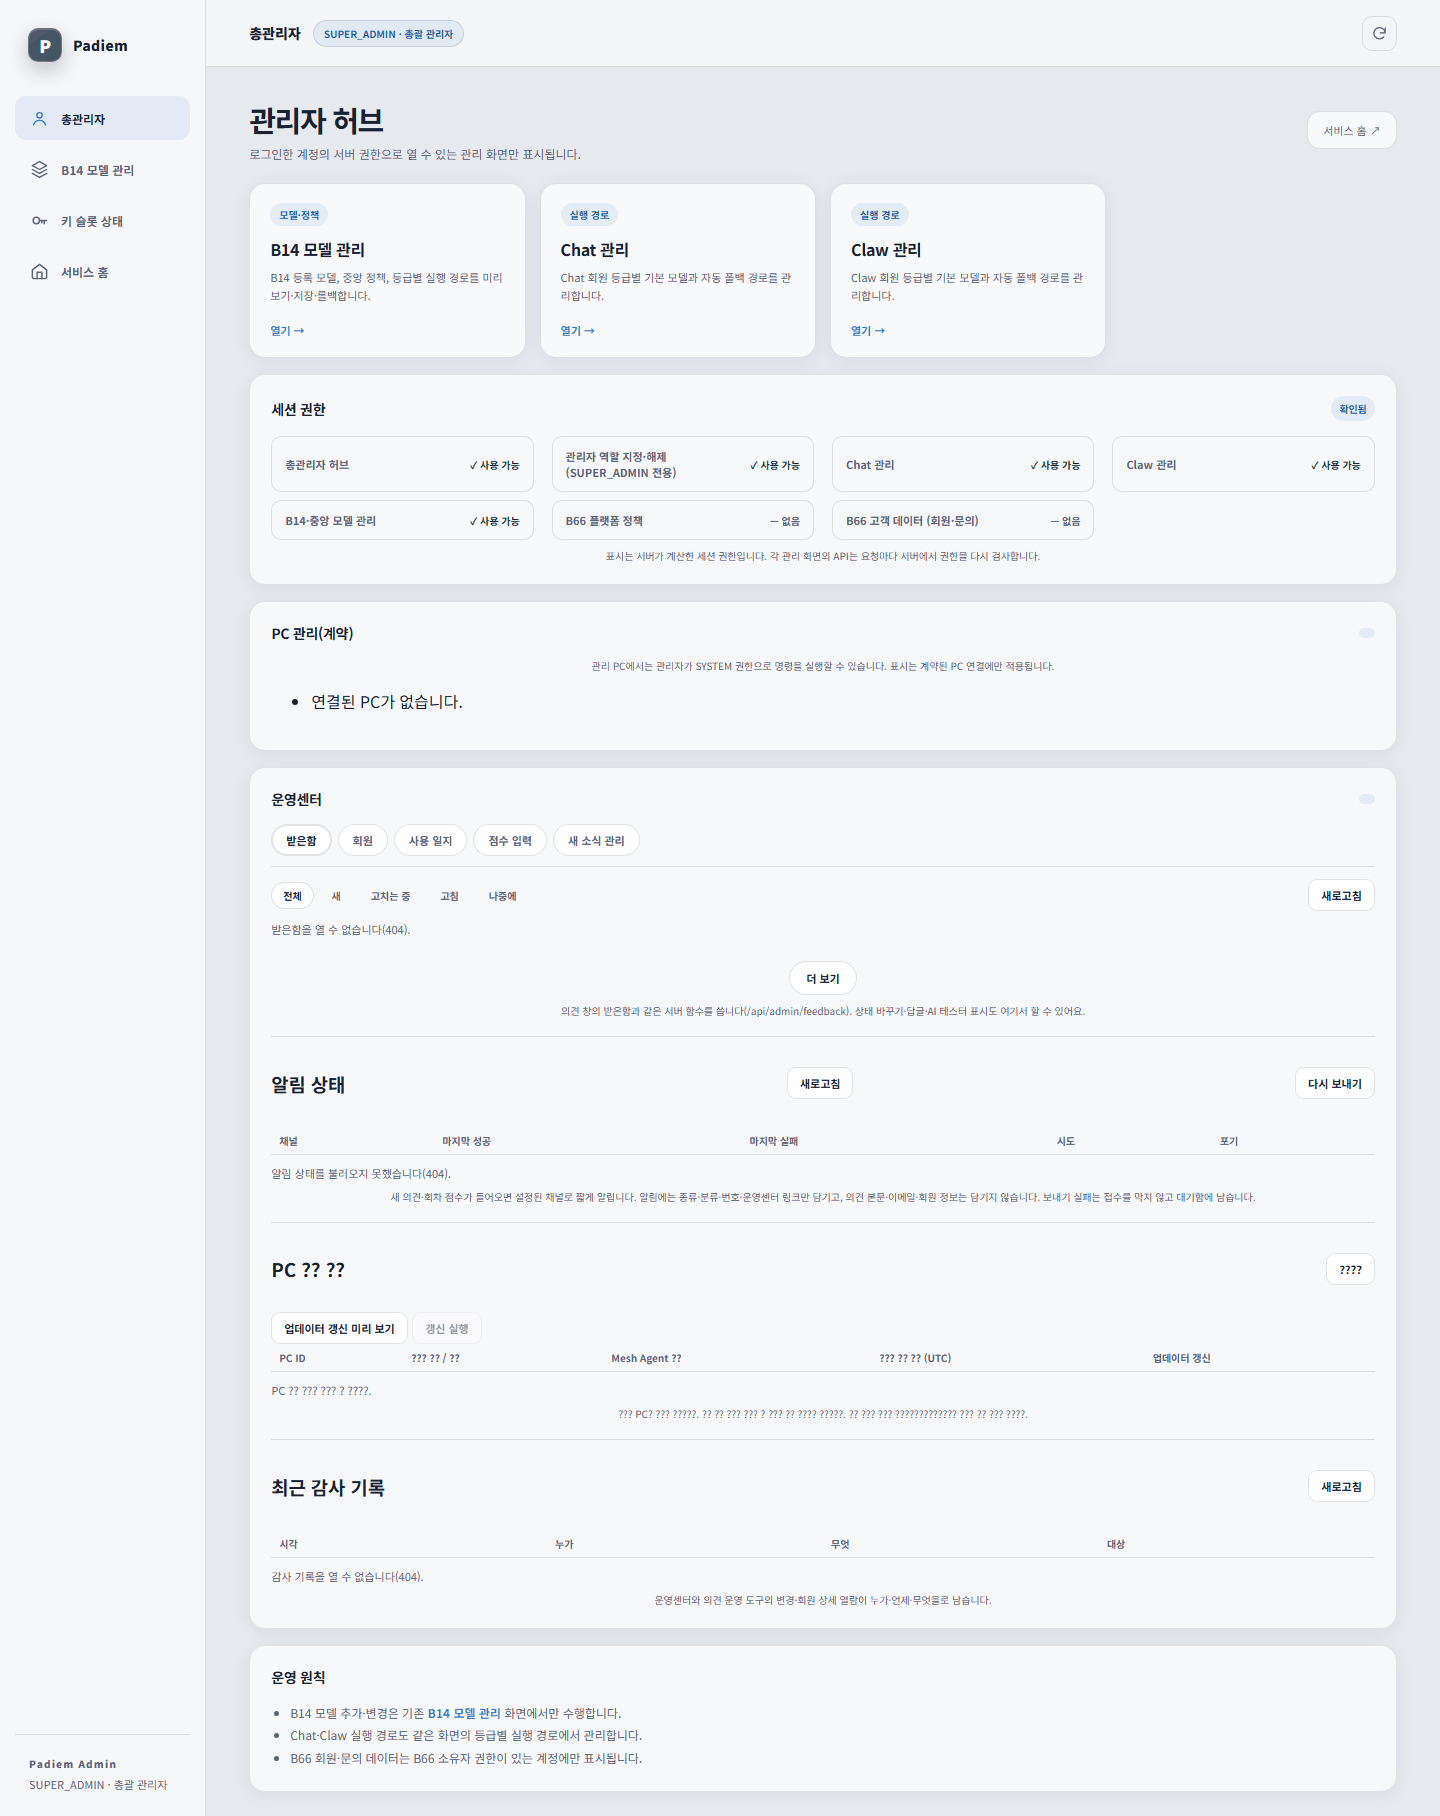 P Padiem
총관리자
B14 모델 관리
키 슬롯 상태
서비스 홈
Padiem Admin
SUPER_ADMIN · 총괄 관리자
총관리자 SUPER_ADMIN · 총괄 관리자
관리자 허브
로그인한 계정의 서버 권한으로 열 수 있는 관리 화면만 표시됩니다.
서비스 홈 ↗
모델·정책
B14 모델 관리
B14 등록 모델, 중앙 정책, 등급별 실행 경로를 미리
보기·저장·롤백합니다.
열기 →
실행 경로
Chat 관리
Chat 회원 등급별 기본 모델과 자동 폴백 경로를 관
리합니다.
열기 →
실행 경로
Claw 관리
Claw 회원 등급별 기본 모델과 자동 폴백 경로를 관
리합니다.
열기 →
세션 권한 확인됨
총관리자 허브 ✓ 사용 가능
관리자 역할 지정·해제
(SUPER_ADMIN 전용) ✓ 사용 가능
Chat 관리 ✓ 사용 가능
Claw 관리 ✓ 사용 가능
B14·중앙 모델 관리 ✓ 사용 가능
B66 플랫폼 정책 — 없음
B66 고객 데이터 (회원·문의) — 없음
표시는 서버가 계산한 세션 권한입니다. 각 관리 화면의 API는 요청마다 서버에서 권한을 다시 검사합니다.
PC 관리(계약)
관리 PC에서는 관리자가 SYSTEM 권한으로 명령을 실행할 수 있습니다. 표시는 계약된 PC 연결에만 적용됩니다.
• 연결된 PC가 없습니다.
운영센터
받은함 회원 사용 일지 점수 입력 새 소식 관리
전체 새 고치는 중 고침 나중에 새로고침
받은함을 열 수 없습니다(404).
더 보기
의견 창의 받은함과 같은 서버 함수를 씁니다(/api/admin/feedback). 상태 바꾸기·답글·AI 테스터 표시도 여기서 할 수 있어요.
알림 상태 새로고침 다시 보내기
채널 마지막 성공 마지막 실패 시도 포기
알림 상태를 불러오지 못했습니다(404).
새 의견·회차 점수가 들어오면 설정된 채널로 짧게 알립니다. 알림에는 종류·분류·번호·운영센터 링크만 담기고, 의견 본문·이메일·회원 정보는 담기지 않습니다. 보내기 실패는 접수를 막지 않고 대기함에 남습니다.
PC ?? ?? ????
업데이터 갱신 미리 보기 갱신 실행
PC ID ??? ?? / ?? Mesh Agent ?? ??? ?? ?? (UTC) 업데이터 갱신
PC ?? ??? ??? ? ????.
??? PC? ??? ?????. ?? ?? ??? ??? ? ??? ?? ???? ?????. ?? ??? ??? ????????????? ??? ?? ??? ????.
최근 감사 기록 새로고침
시각 누가 무엇 대상
감사 기록을 열 수 없습니다(404).
운영센터와 의견 운영 도구의 변경·회원 상세 열람이 누가·언제·무엇을로 남습니다.
운영 원칙
• B14 모델 추가·변경은 기존 B14 모델 관리 화면에서만 수행합니다.
• Chat·Claw 실행 경로도 같은 화면의 등급별 실행 경로에서 관리합니다.
• B66 회원·문의 데이터는 B66 소유자 권한이 있는 계정에만 표시됩니다.